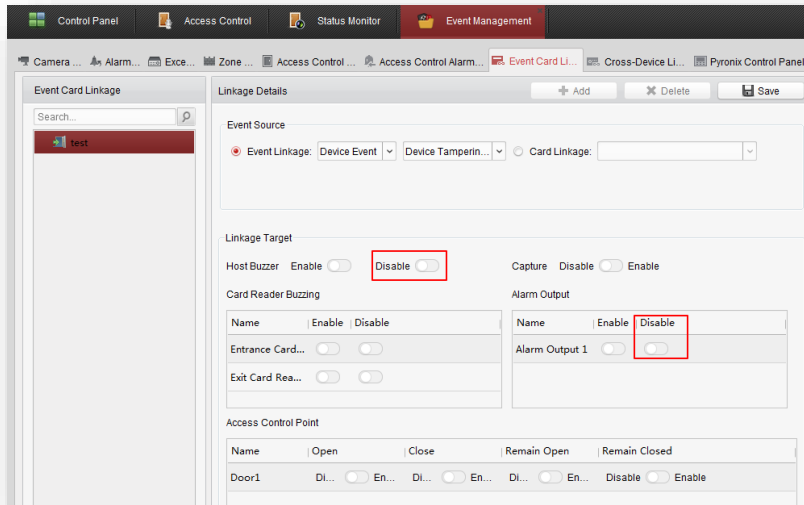 Control Panel Access Control Status Monitor Event Management
Camera ... Alarm... Exce... Zone ... Access Control ... Access Control Alarm... Event Card Li... Cross-Device Li... Pyronix Control Panel
Event Card Linkage Linkage Details Add Delete Save
Search...
test
Event Source
Event Linkage: Device Event Device Tamperin... Card Linkage:
Linkage Target
Host Buzzer Enable Disable Capture Disable Enable
Card Reader Buzzing Alarm Output
Name Enable Disable Name Enable Disable
Entrance Card... Alarm Output 1
Exit Card Rea...
Access Control Point
Name Open Close Remain Open Remain Closed
Door1 Di... En... Di... En... Di... En... Disable Enable